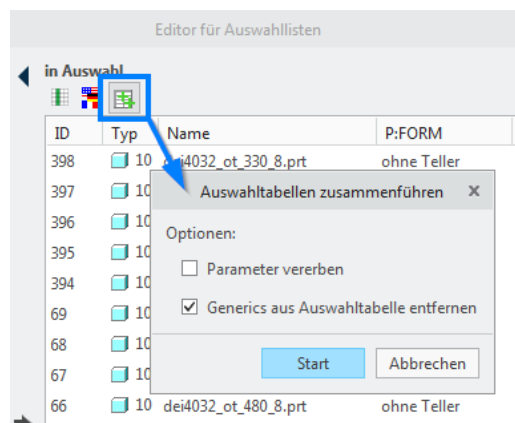 Editor für Auswahllisten
in Auswahl
ID Typ Name P:FORM
398 10 dei4032_ot_330_8.prt ohne Teller
397 10
396 10
395 10
394 10
69 10
68 10
67 10
66 10 dei4032_ot_480_8.prt ohne Teller
Auswahltabellen zusammenführen x
Optionen:
Parameter vererben
Generics aus Auswahltabelle entfernen
Start Abbrechen